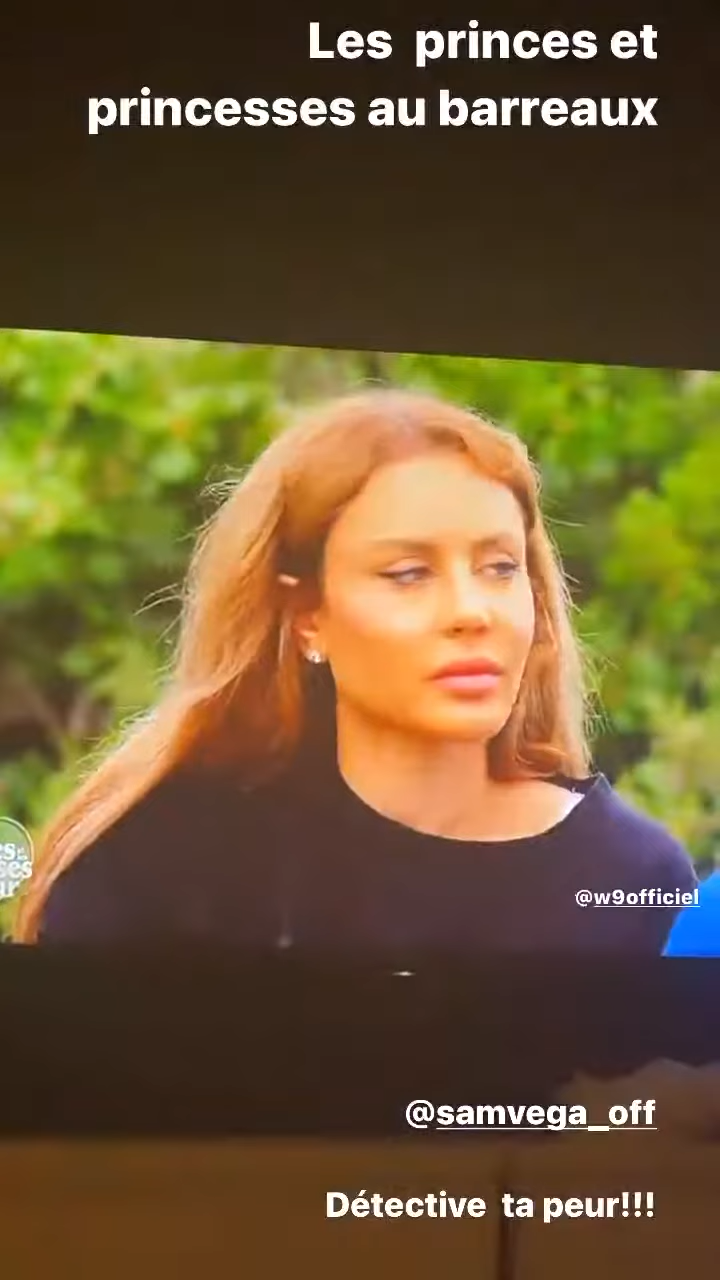 Les princes et
princesses au barreaux
@w9officiel
@samvega_off
Détective ta peur!!!